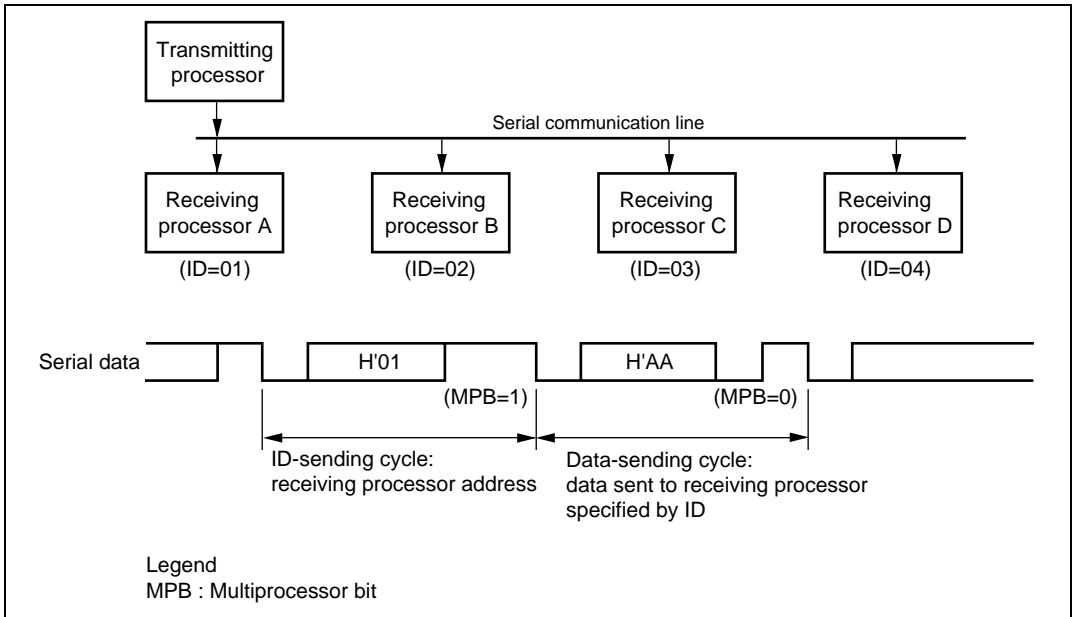 Transmitting
processor
Serial communication line
Receiving
processor A
Receiving
processor B
Receiving
processor C
Receiving
processor D
(ID=01)
(ID=02)
(ID=03)
(ID=04)
Serial data
H'01
H'AA
(MPB=1)
(MPB=0)
ID-sending cycle:
receiving processor address
Data-sending cycle:
data sent to receiving processor
specified by ID
Legend
MPB : Multiprocessor bit